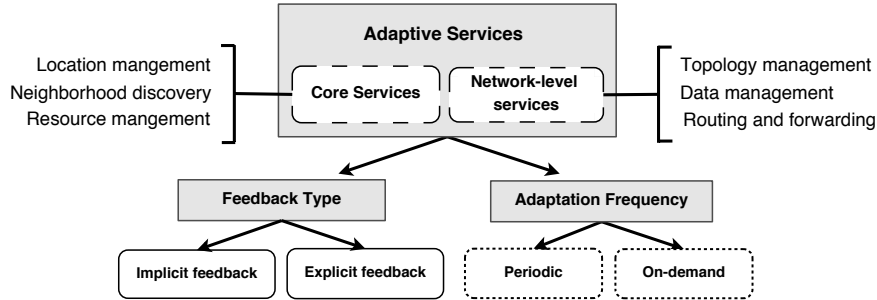 Adaptive Services
Location mangement
Neighborhood discovery
Resource mangement
Core Services
Network-level
services
Topology management
Data management
Routing and forwarding
Feedback Type
Adaptation Frequency
Implicit feedback
Explicit feedback
Periodic
On-demand